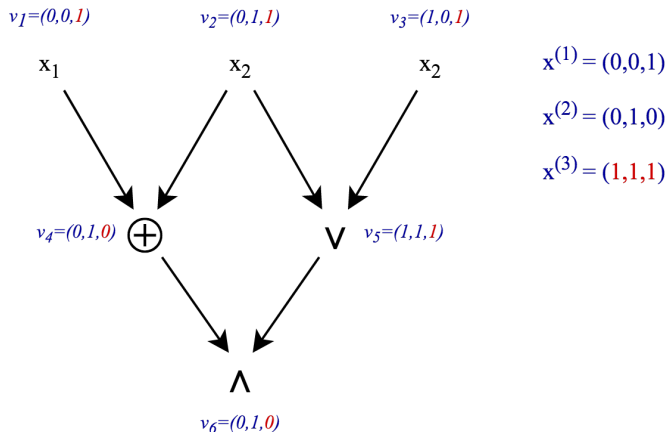 v₁=(0,0,1) v₂=(0,1,1) v₃=(1,0,1)
x₁ x₂ x₂ x⁽¹⁾ = (0,0,1)
x⁽²⁾ = (0,1,0)
x⁽³⁾ = (1,1,1)
v₄=(0,1,0) ⊕ ∨ v₅=(1,1,1)
∧
v₆=(0,1,0)